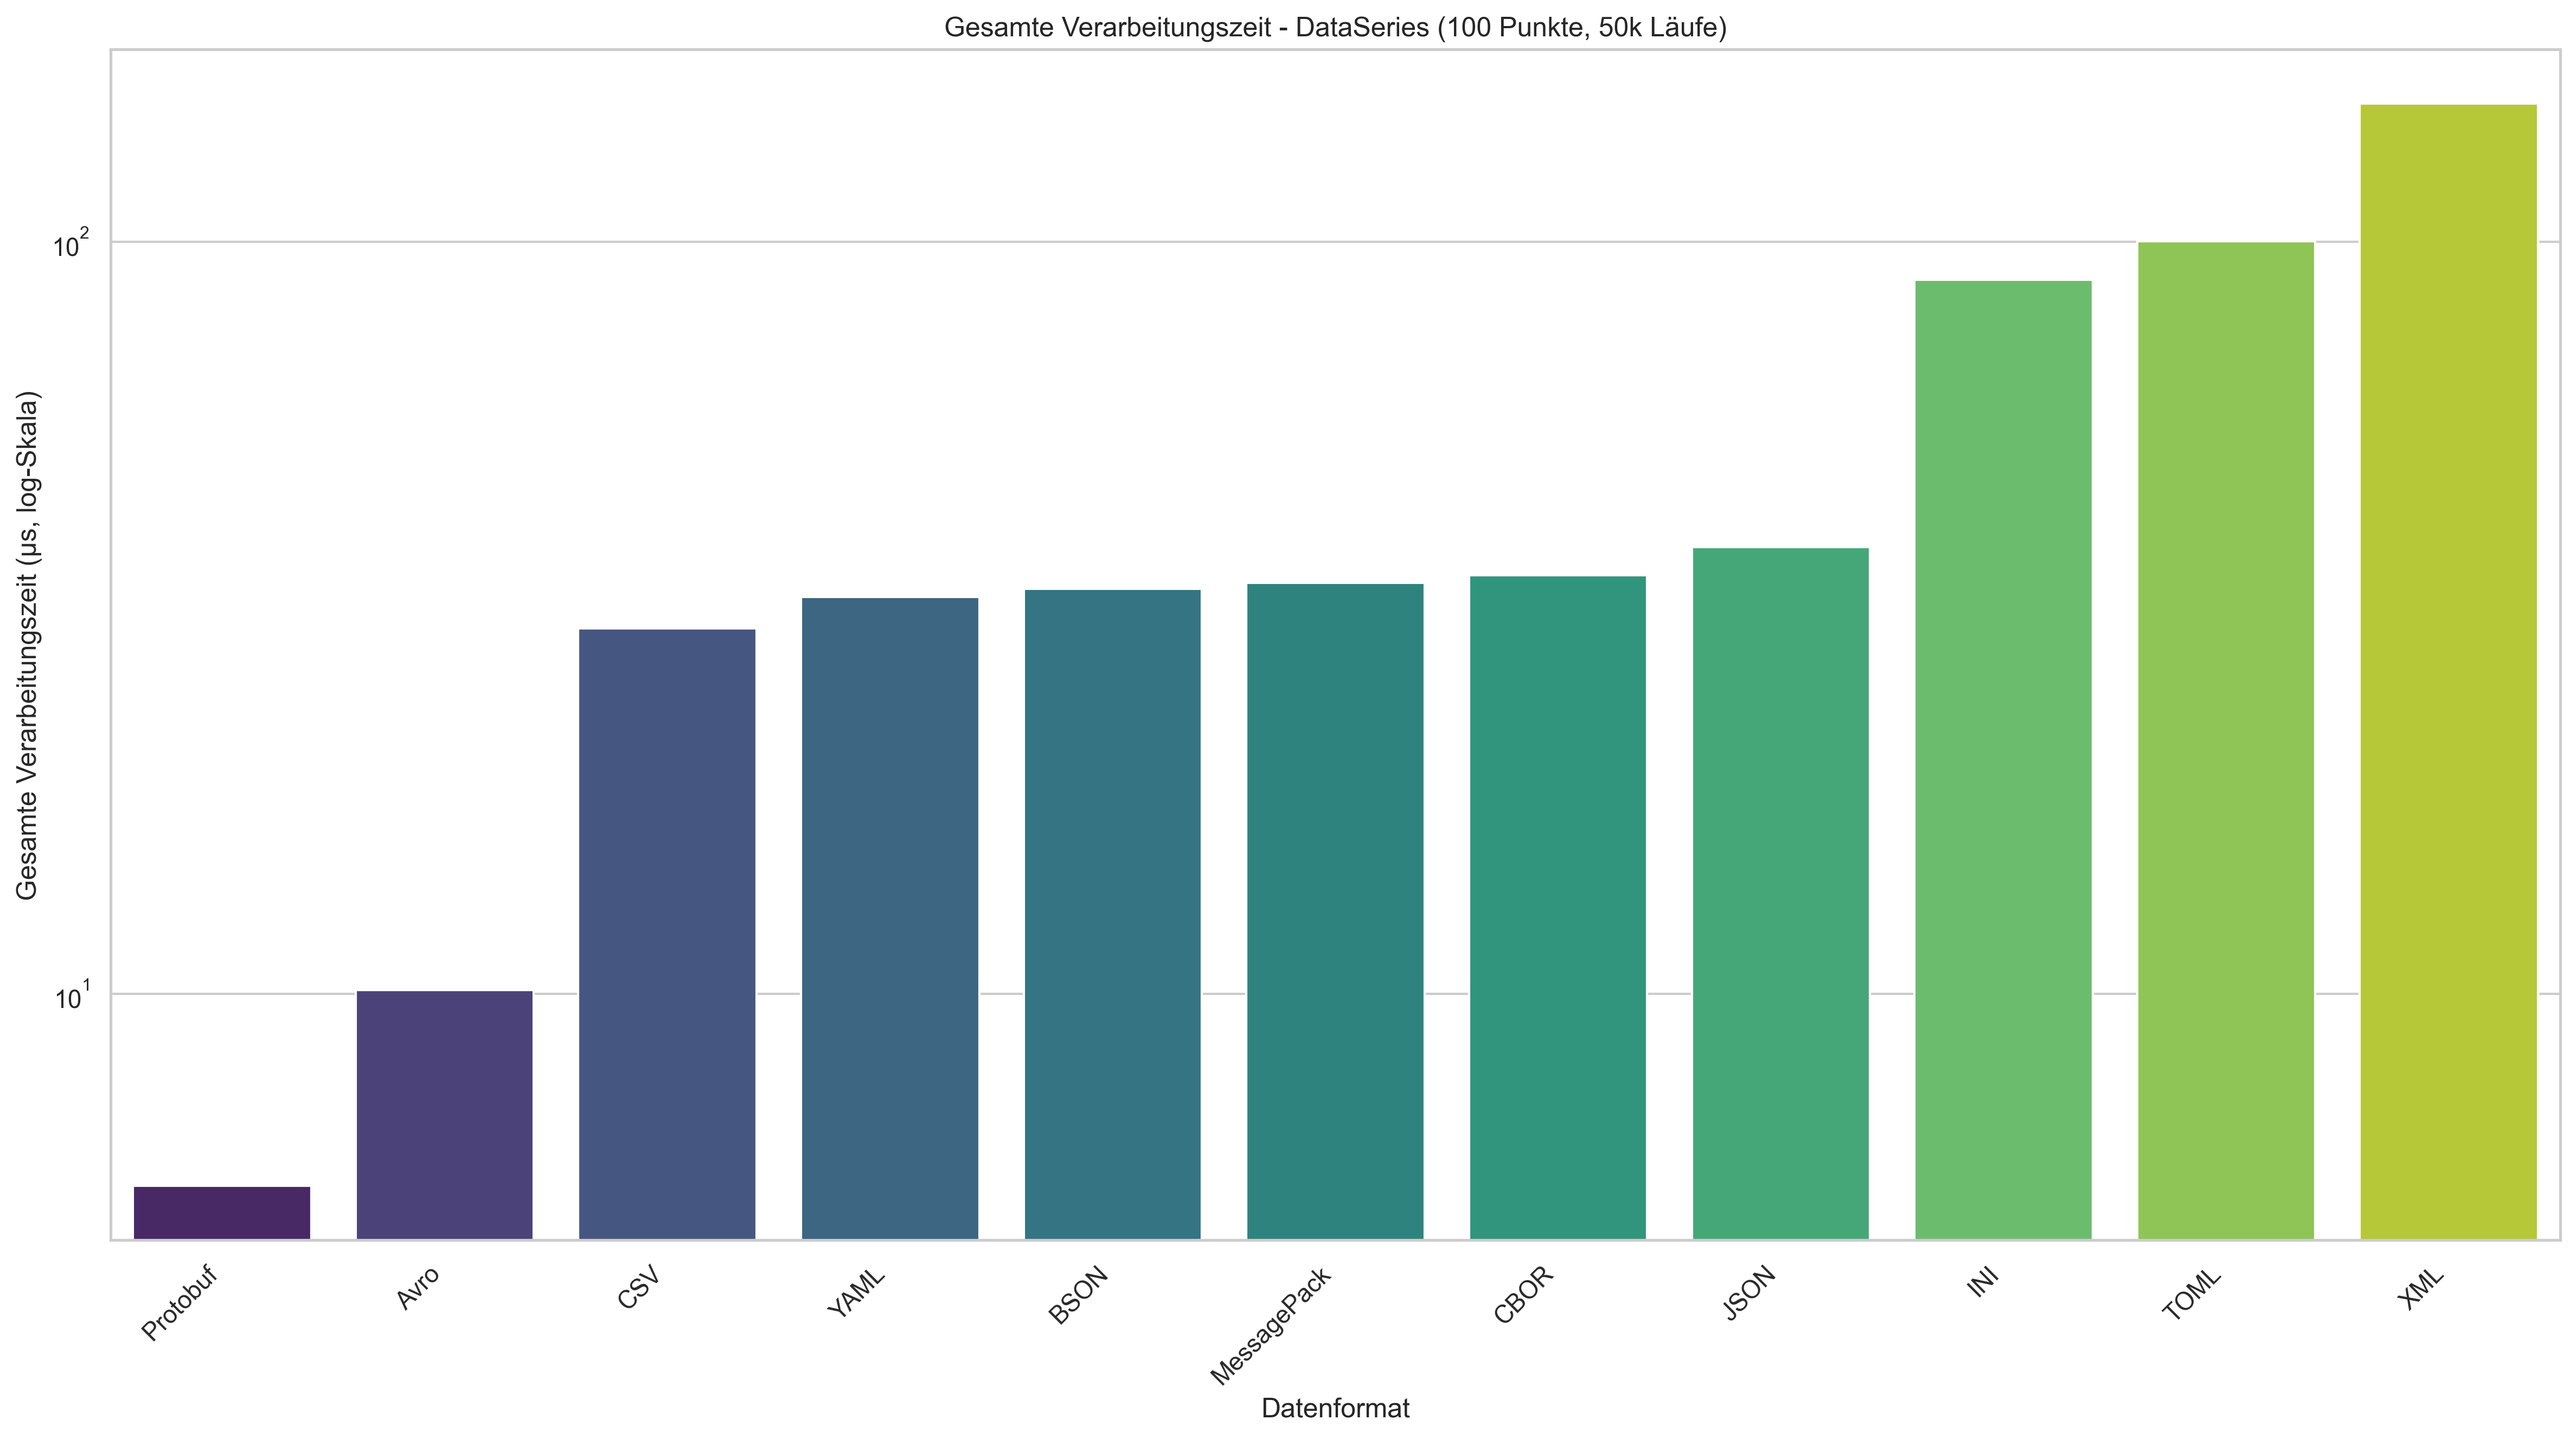 Gesamte Verarbeitungszeit - DataSeries (100 Punkte, 50k Läufe)
Gesamte Verarbeitungszeit (µs, log-Skala)
10²
10¹
Protobuf
Avro
CSV
YAML
BSON
MessagePack
CBOR
JSON
INI
TOML
XML
Datenformat